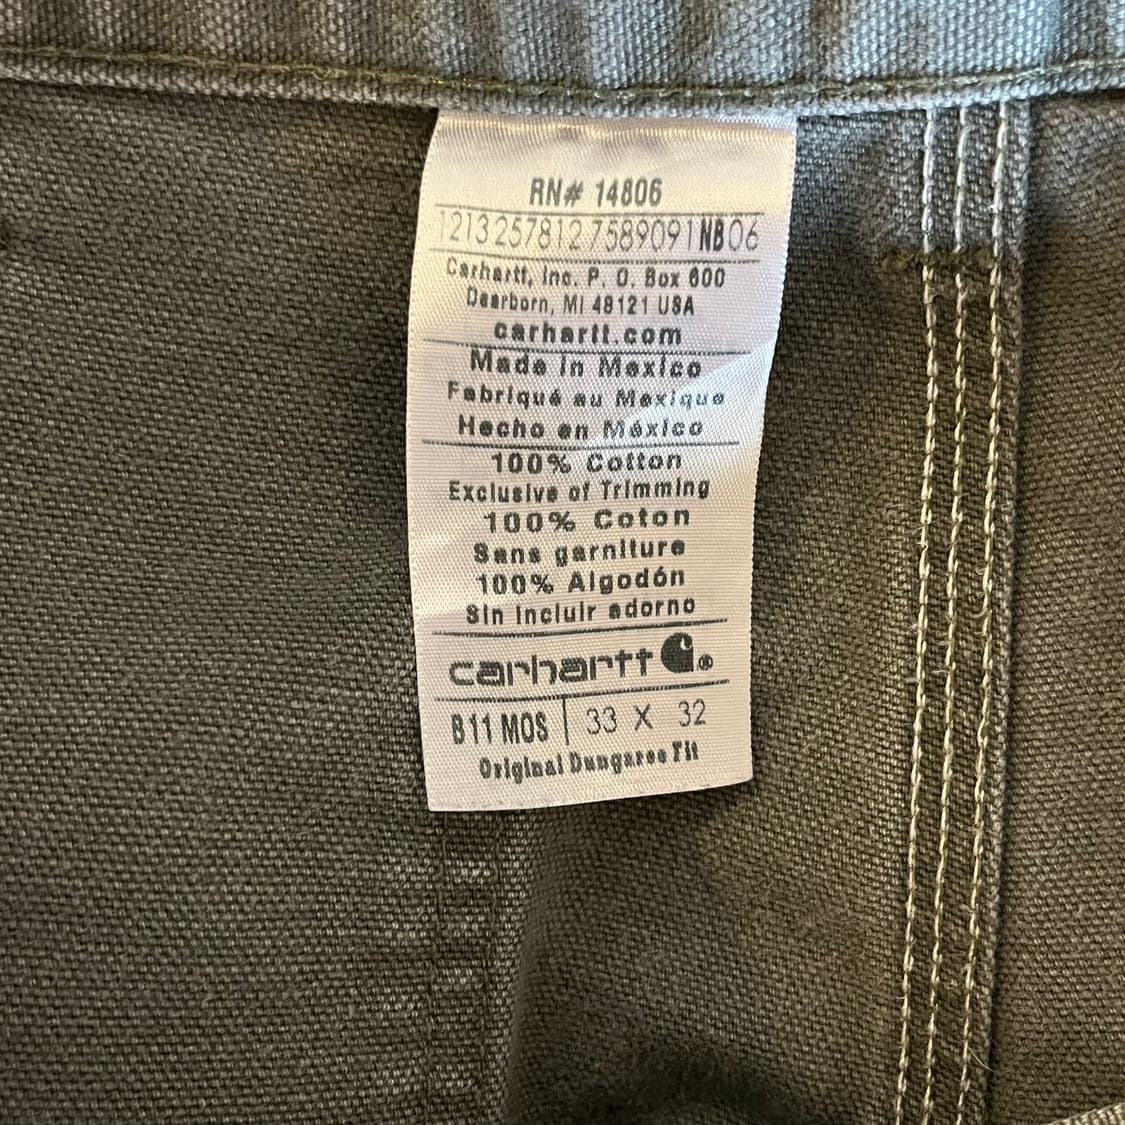 RN# 14806
1213257812 7589091 NB 06
Carhartt, Inc. P. O. Box 600
Dearborn, MI 48121 USA
carhartt.com
Made in Mexico
Fabriqué au Mexique
Hecho en México
100% Cotton
Exclusive of Trimming
100% Coton
Sans garniture
100% Algodón
Sin incluir adorno
carhartt ®
B11 MOS | 33 X 32
Original Dungaree Fit